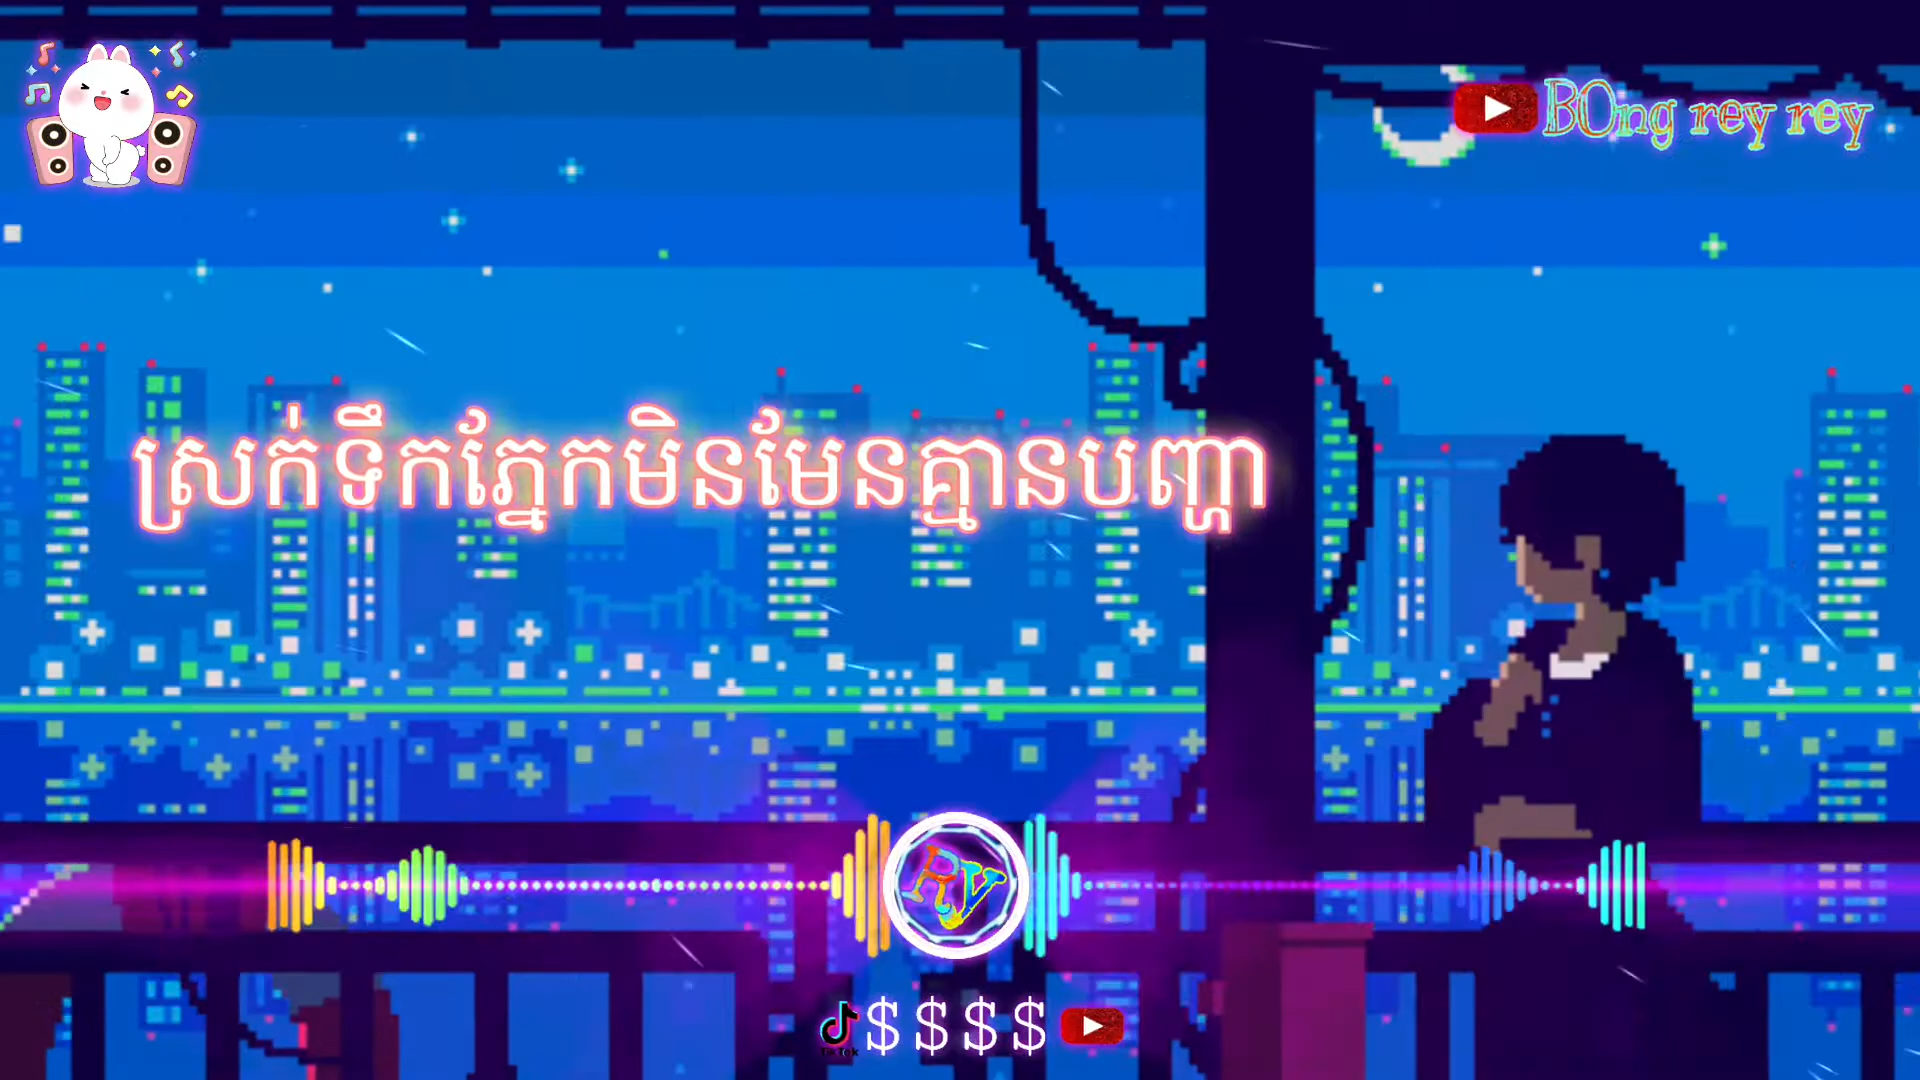 BOng rey rey
ស្រក់ទឹកភ្នែកមិនមែនគ្មានបញ្ហា
RV
$ $ $ $